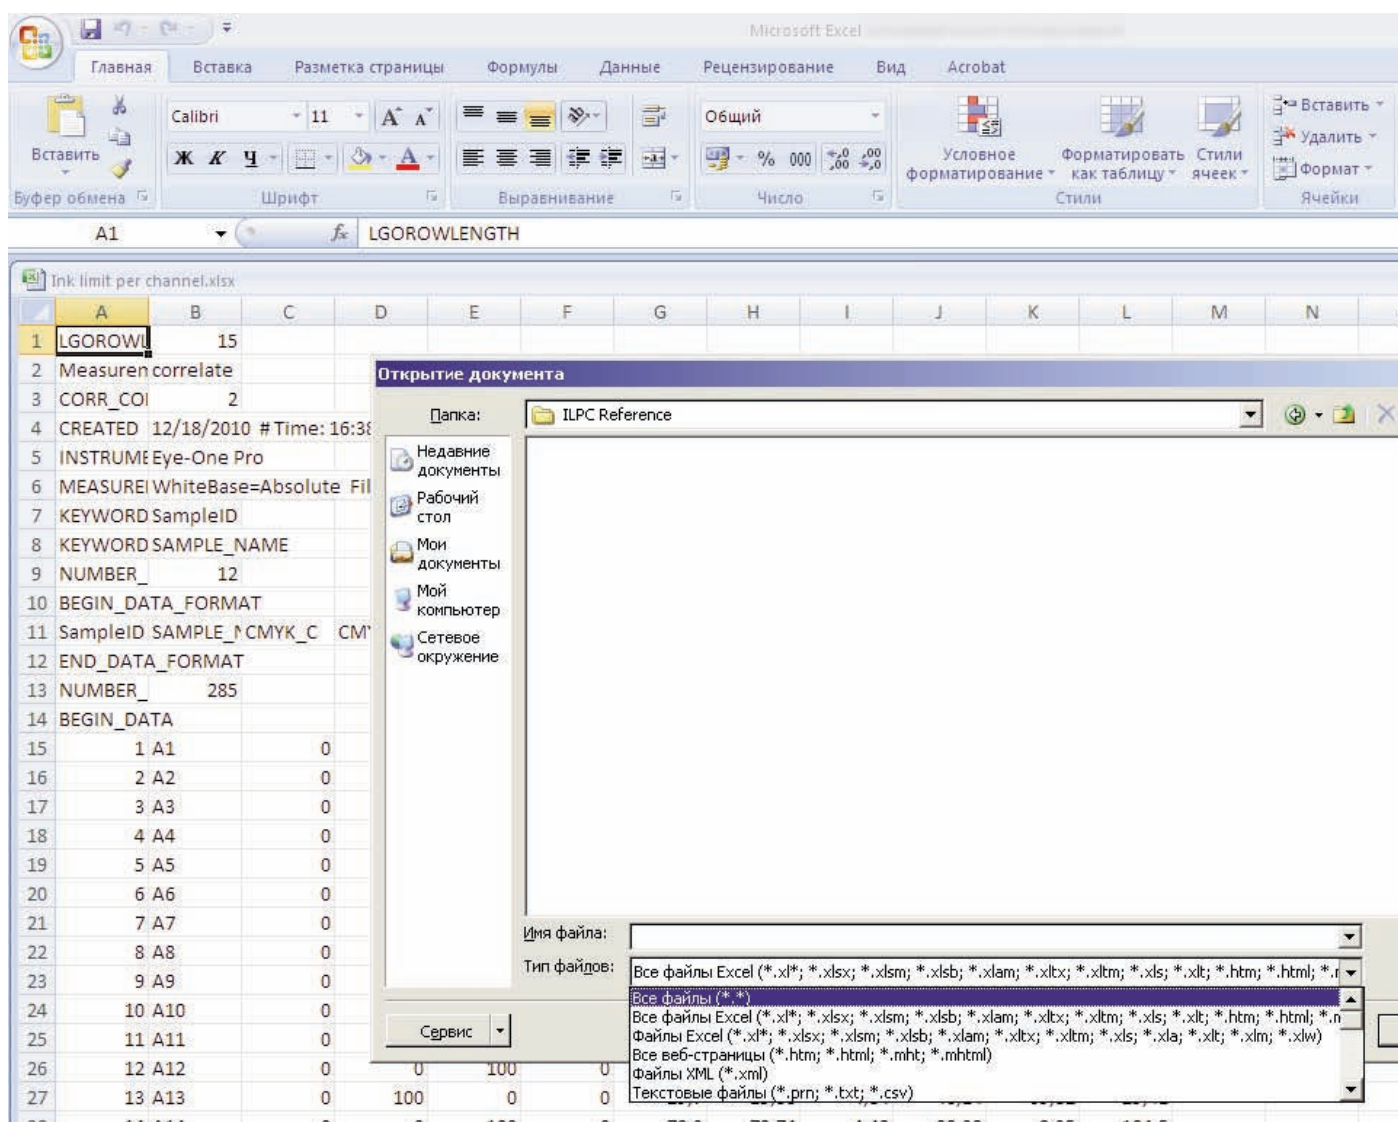 Microsoft Excel
Главная Вставка Разметка страницы Формулы Данные Рецензирование Вид Acrobat
Calibri 11 A A Общий Вставить
Вставить Ж К Ч A % 000 Условное форматирование Форматировать как таблицу Стили ячеек Удалить
Формат
Буфер обмена Шрифт Выравнивание Число Стили Ячейки
A1 fx LGOROWLENGTH
Ink limit per channel.xlsx
A B C D E F G H I J K L M N
1 LGOROWL 15
2 Measuren correlate
3 CORR_COI 2
4 CREATED 12/18/2010 # Time: 16:38
5 INSTRUME Eye-One Pro
6 MEASUREI WhiteBase=Absolute Fil
7 KEYWORD SampleID
8 KEYWORD SAMPLE_NAME
9 NUMBER_ 12
10 BEGIN_DATA_FORMAT
11 SampleID SAMPLE_N CMYK_C CM
12 END_DATA_FORMAT
13 NUMBER_ 285
14 BEGIN_DATA
15 1 A1 0
16 2 A2 0
17 3 A3 0
18 4 A4 0
19 5 A5 0
20 6 A6 0
21 7 A7 0
22 8 A8 0
23 9 A9 0
24 10 A10 0
25 11 A11 0
26 12 A12 0 0 100 0
27 13 A13 0 100 0 0
Открытие документа
Папка: ILPC Reference
Недавние
документы
Рабочий
стол
Мои
документы
Мой
компьютер
Сетевое
окружение
Имя файла:
Тип файлов: Все файлы Excel (*.xl*; *.xlsx; *.xlsm; *.xlsb; *.xlam; *.xltx; *.xltm; *.xls; *.xlt; *.htm; *.html; *.
Все файлы (*.*)
Все файлы Excel (*.xl*; *.xlsx; *.xlsm; *.xlsb; *.xlam; *.xltx; *.xltm; *.xls; *.xlt; *.htm; *.html; *.
Файлы Excel (*.xl*; *.xlsx; *.xlsm; *.xlsb; *.xlam; *.xltx; *.xltm; *.xls; *.xla; *.xlt; *.xlm; *.xlw)
Все веб-страницы (*.htm; *.html; *.mht; *.mhtml)
Файлы XML (*.xml)
Текстовые файлы (*.prn; *.txt; *.csv)
Сервис